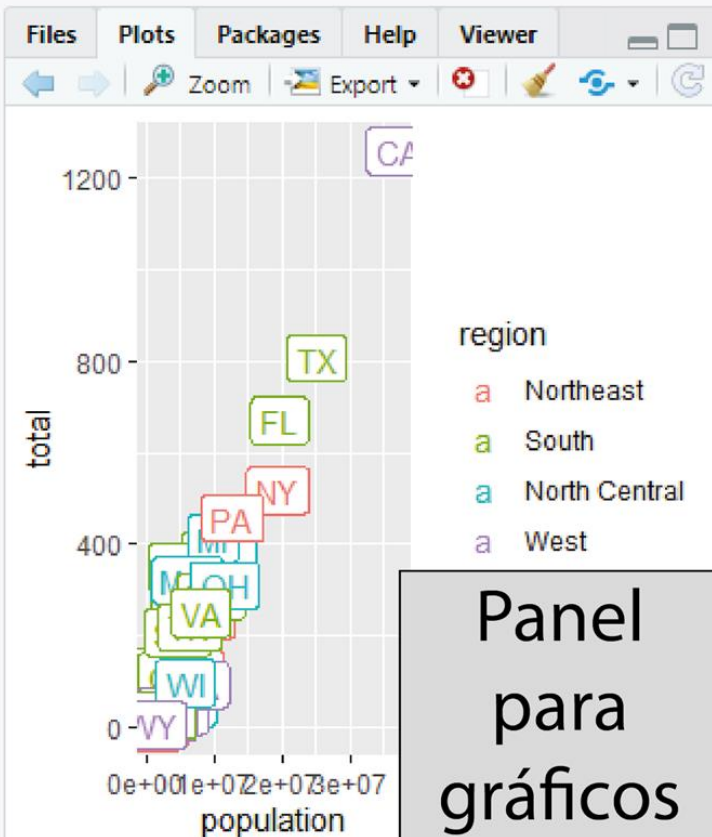 Files Plots Packages Help Viewer
Zoom Export
CA
1200
TX
800
region
a Northeast
FL
a South
total
NY
a North Central
PA
a West
400
OH
VA
WI
WY
0
0e+00 1e+07 2e+07 3e+07
population
Panel
para
gráficos